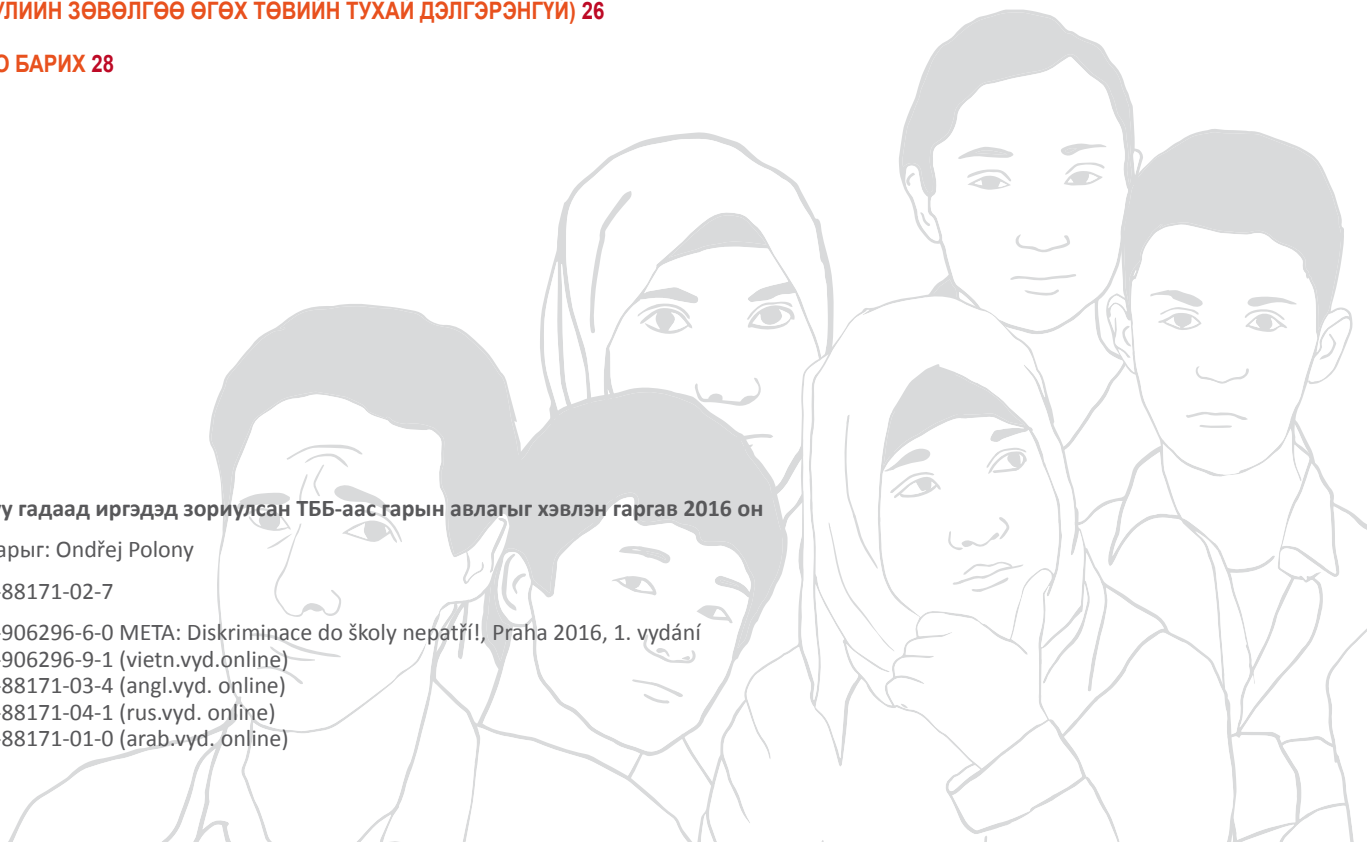 УЛИЙН ЗӨВӨЛГӨӨ ӨГӨХ ТӨВИЙН ТУХАЙ ДЭЛГЭРЭНГҮЙ) 26
О БАРИХ 28
үү гадаад иргэдэд зориулсан ТББ-аас гарын авлагыг хэвлэн гаргав 2016 он
арыг: Ondřej Polony
-88171-02-7
-906296-6-0 META: Diskriminace do školy nepatří!, Praha 2016, 1. vydání
-906296-9-1 (vietn.vyd.online)
-88171-03-4 (angl.vyd. online)
-88171-04-1 (rus.vyd. online)
-88171-01-0 (arab.vyd. online)